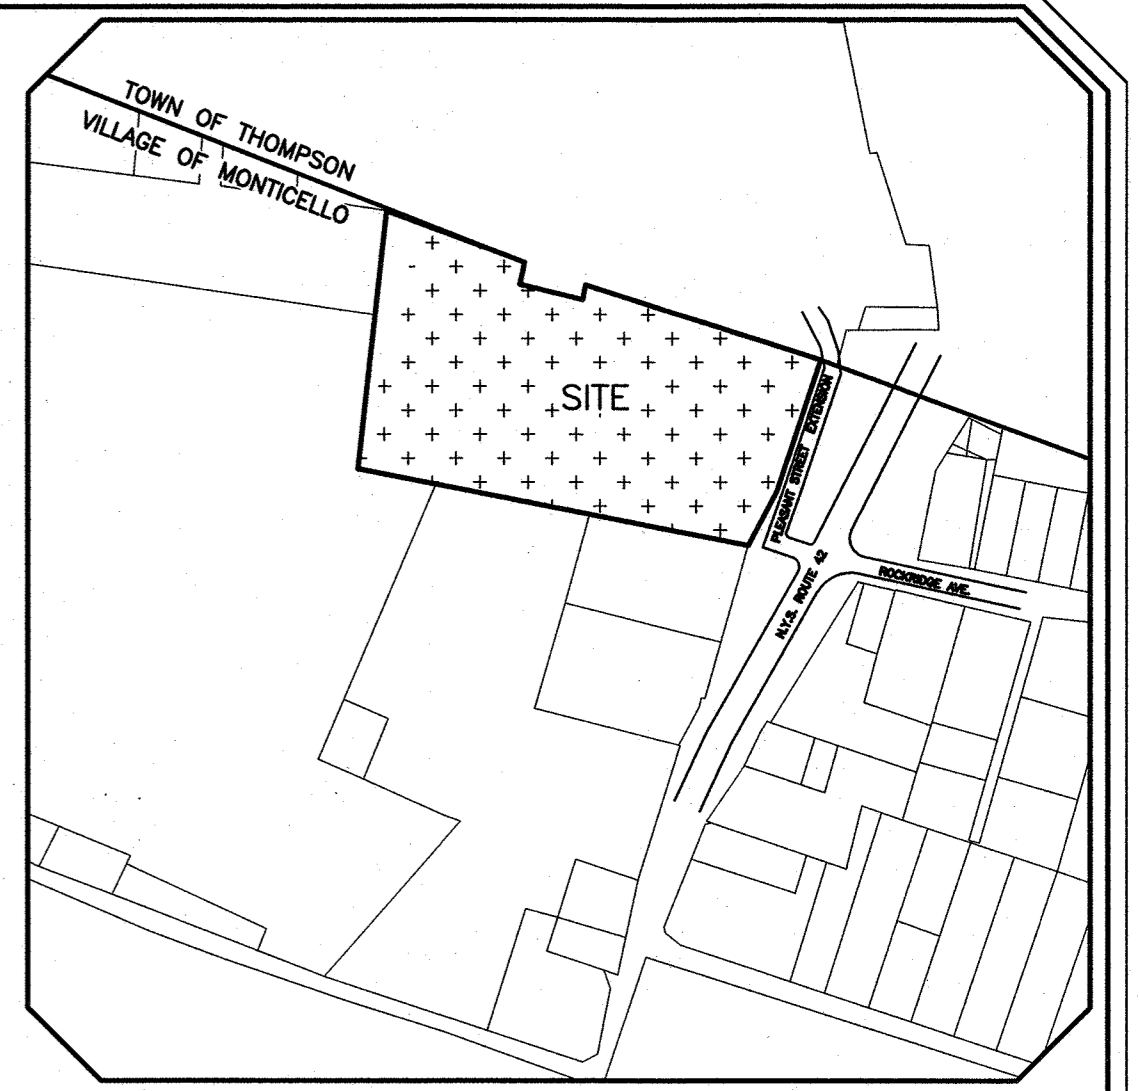 TOWN OF THOMPSON
VILLAGE OF MONTICELLO
SITE
PLEASANT STREET EXTENSION
N.Y.S. ROUTE 42
ROCKRIDGE AVE.